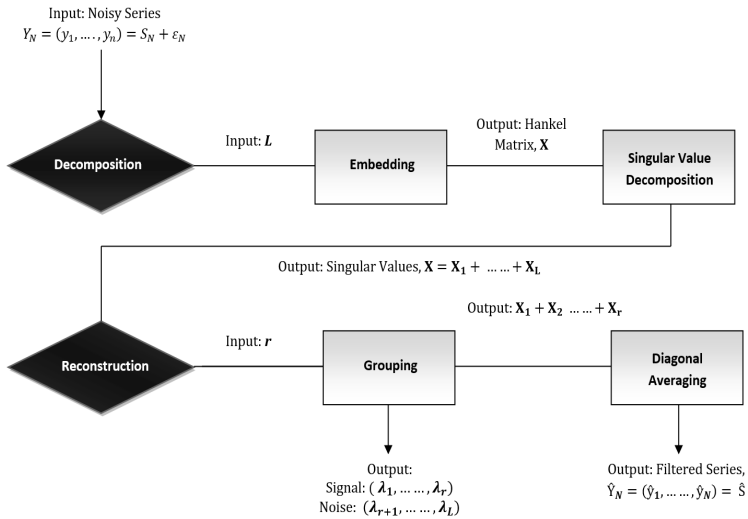 Input: Noisy Series
Y_N = (y_1, … . , y_n) = S_N + ε_N
Decomposition
Input: L
Embedding
Output: Hankel
Matrix, X
Singular Value
Decomposition
Output: Singular Values, X = X_1 + … … + X_L
Reconstruction
Input: r
Grouping
Output: X_1 + X_2 … … + X_r
Diagonal
Averaging
Output:
Signal: (λ_1, … … , λ_r)
Noise: (λ_{r+1}, … … , λ_L)
Output: Filtered Series,
Ŷ_N = (ŷ_1, … … , ŷ_N) = Ŝ